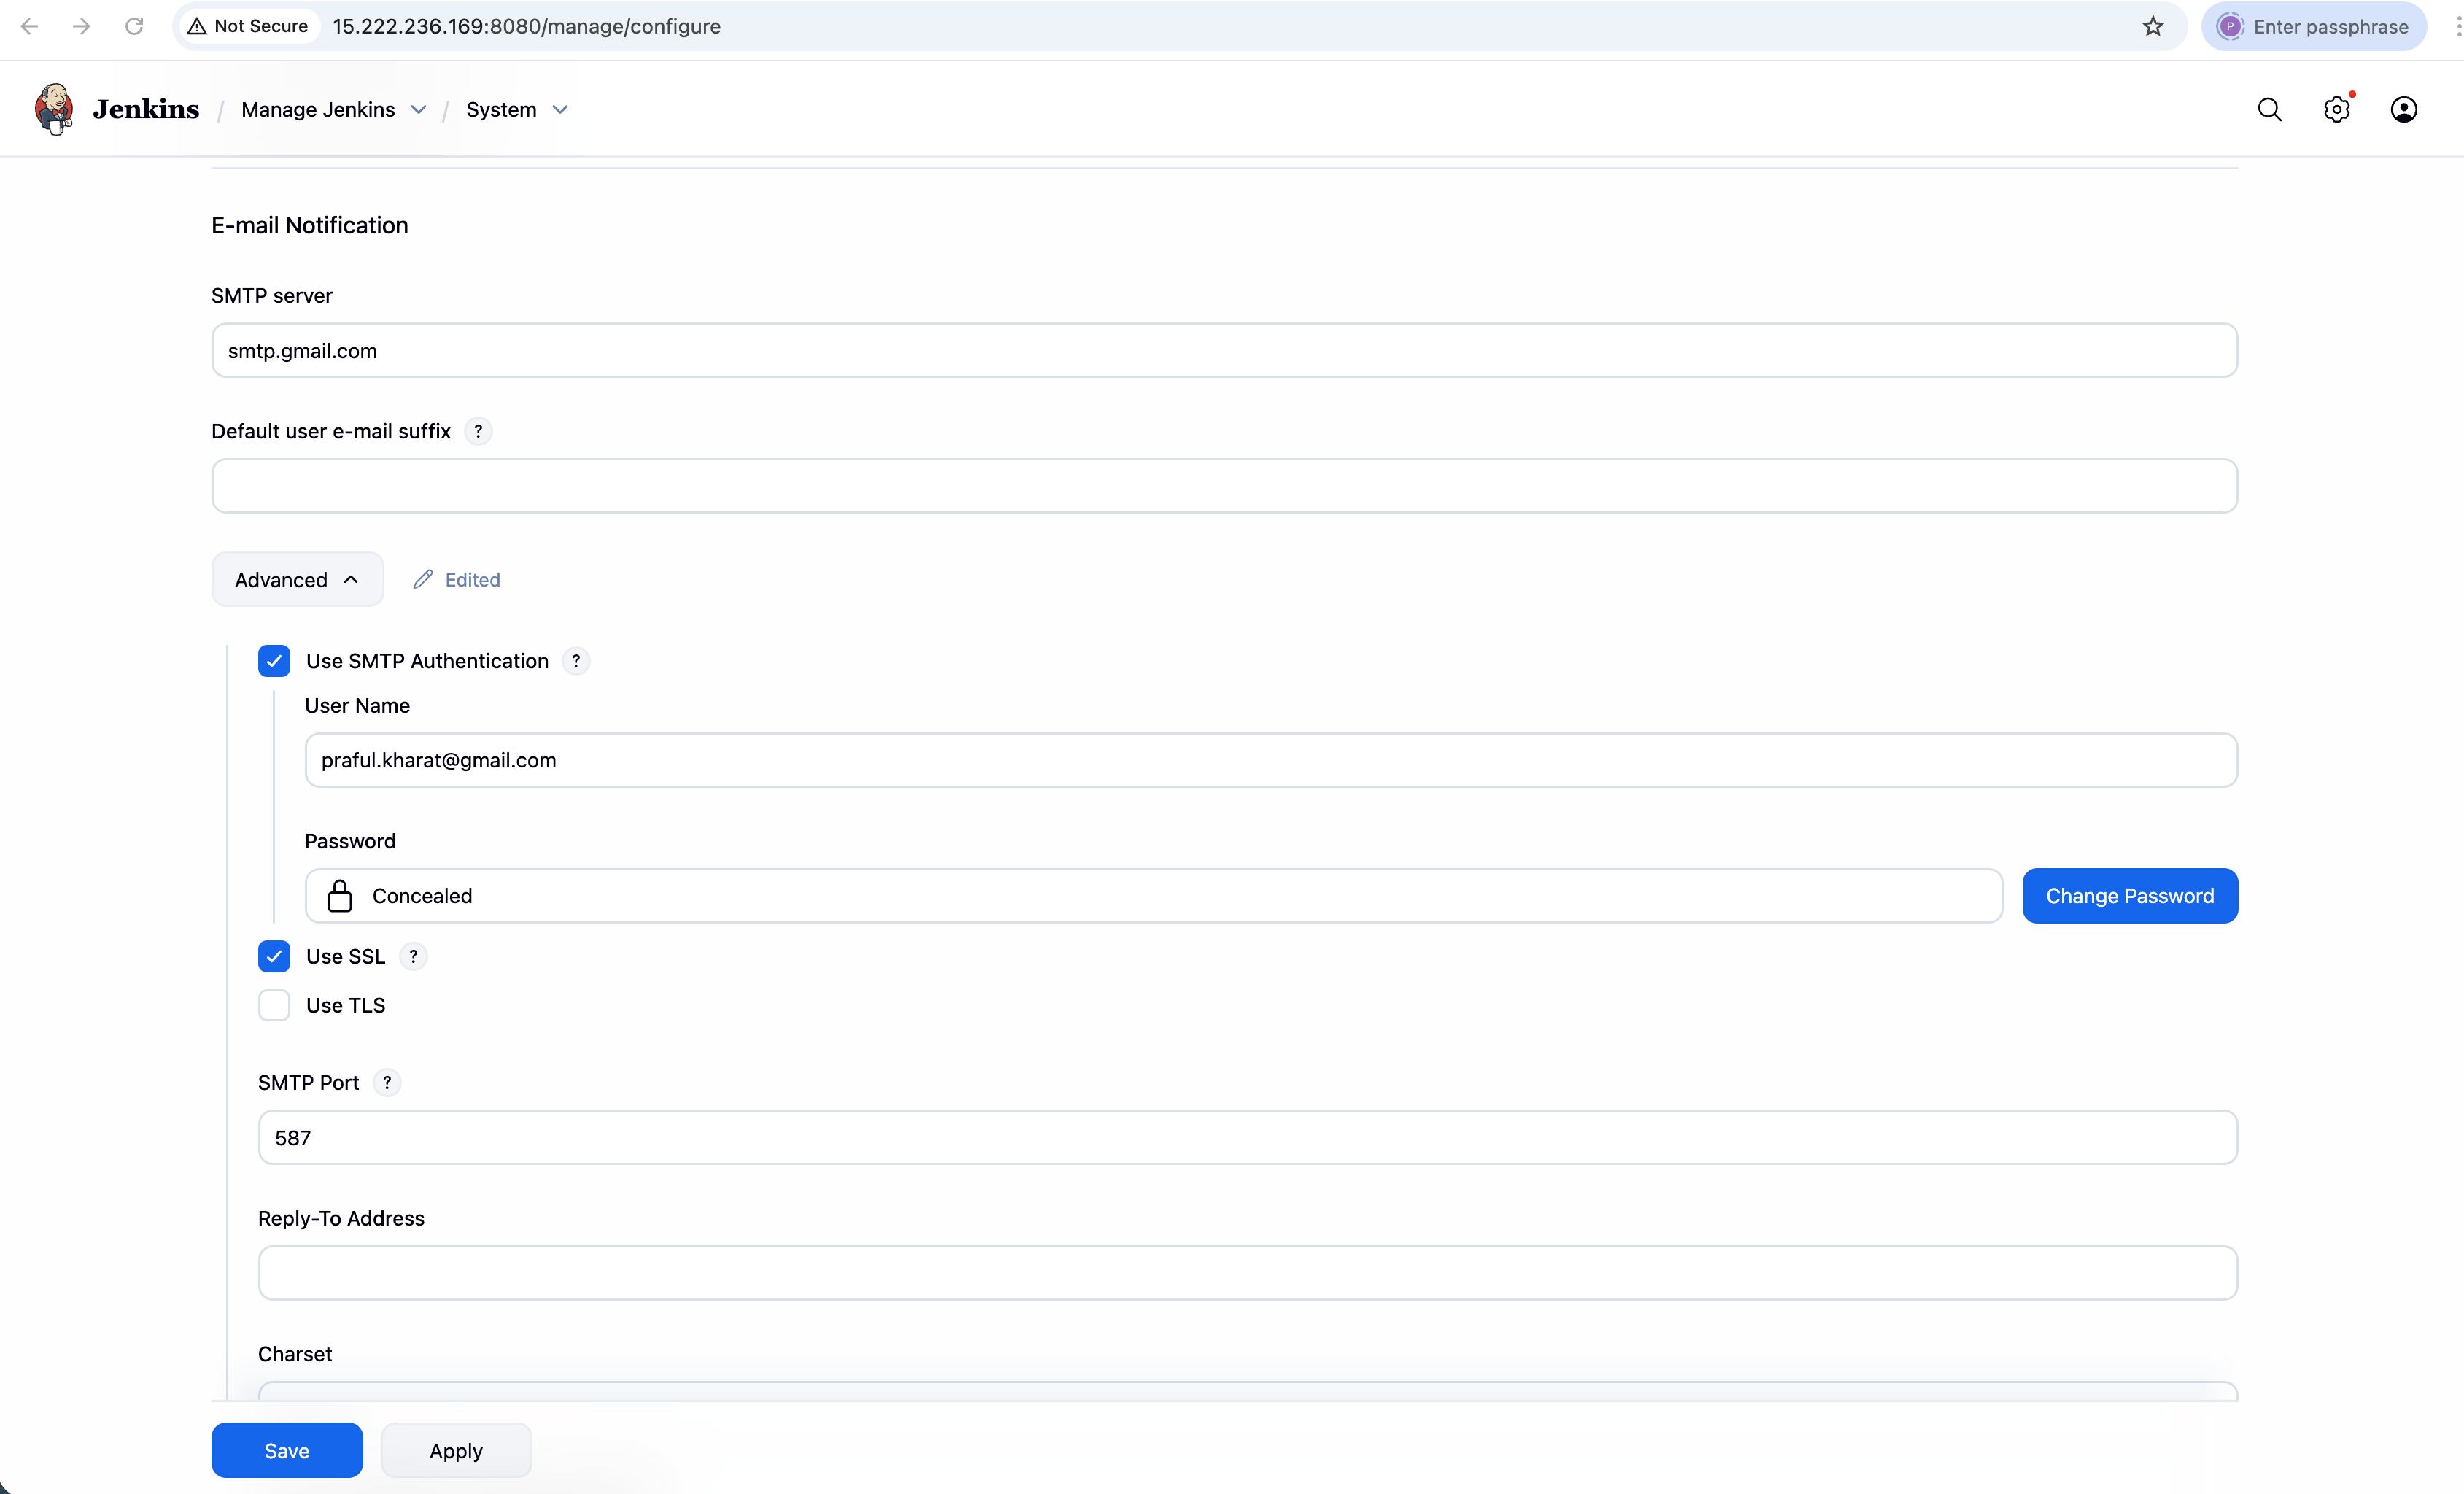 Not Secure 15.222.236.169:8080/manage/configure P Enter passphrase
Jenkins / Manage Jenkins / System
E-mail Notification
SMTP server
smtp.gmail.com
Default user e-mail suffix ?
Advanced Edited
Use SMTP Authentication ?
User Name
praful.kharat@gmail.com
Password
Concealed Change Password
Use SSL ?
Use TLS
SMTP Port ?
587
Reply-To Address
Charset
Save Apply